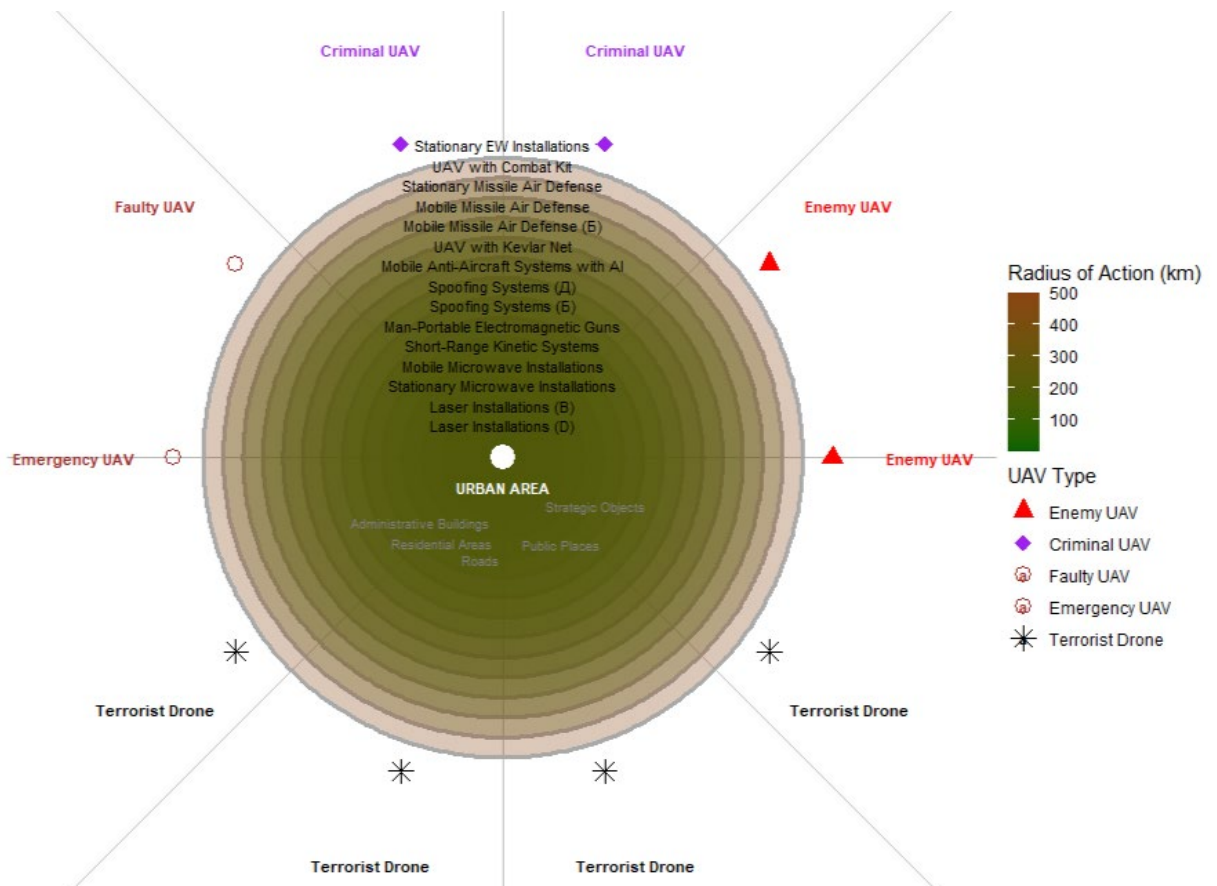 Criminal UAV
Criminal UAV
Stationary EW Installations
UAV with Combat Kit
Stationary Missile Air Defense
Faulty UAV
Mobile Missile Air Defense
Enemy UAV
Mobile Missile Air Defense (Б)
UAV with Kevlar Net
Mobile Anti-Aircraft Systems with AI
Spoofing Systems (Д)
Spoofing Systems (Б)
Man-Portable Electromagnetic Guns
Short-Range Kinetic Systems
Mobile Microwave Installations
Stationary Microwave Installations
Laser Installations (B)
Laser Installations (D)
Emergency UAV
Enemy UAV
URBAN AREA
Strategic Objects
Administrative Buildings
Residential Areas
Public Places
Roads
Terrorist Drone
Terrorist Drone
Terrorist Drone
Terrorist Drone
Radius of Action (km)
500
400
300
200
100
UAV Type
Enemy UAV
Criminal UAV
a Faulty UAV
a Emergency UAV
Terrorist Drone